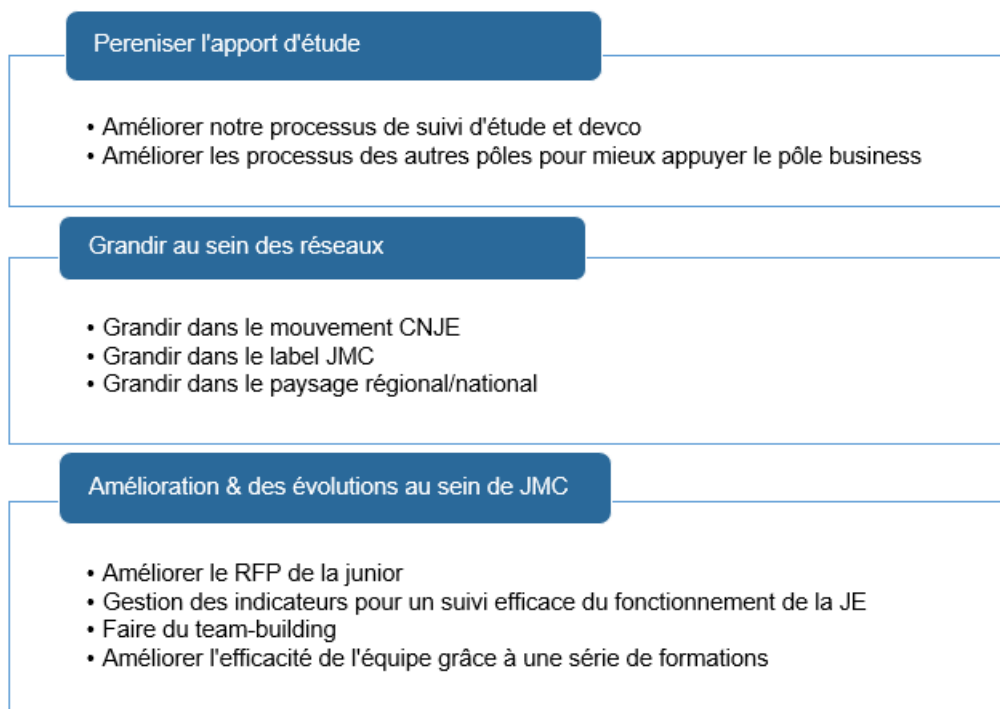 Pereniser l'apport d'étude
• Améliorer notre processus de suivi d'étude et devco
• Améliorer les processus des autres pôles pour mieux appuyer le pôle business
Grandir au sein des réseaux
• Grandir dans le mouvement CNJE
• Grandir dans le label JMC
• Grandir dans le paysage régional/national
Amélioration & des évolutions au sein de JMC
• Améliorer le RFP de la junior
• Gestion des indicateurs pour un suivi efficace du fonctionnement de la JE
• Faire du team-building
• Améliorer l'efficacité de l'équipe grâce à une série de formations